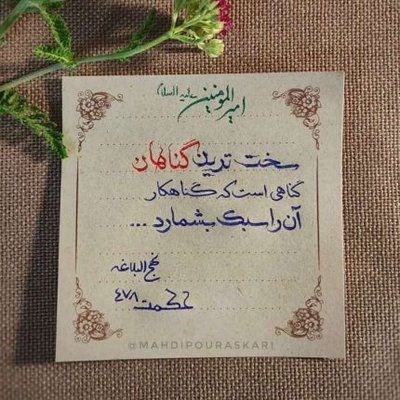 امیرالمومنین علیه السلام
سخت ترین گناهان
گناهی است که گناهکار
آن را سبک بشمارد ...
نهج البلاغه
حکمت ۴۷۸
@MAHDIPOURASKARI